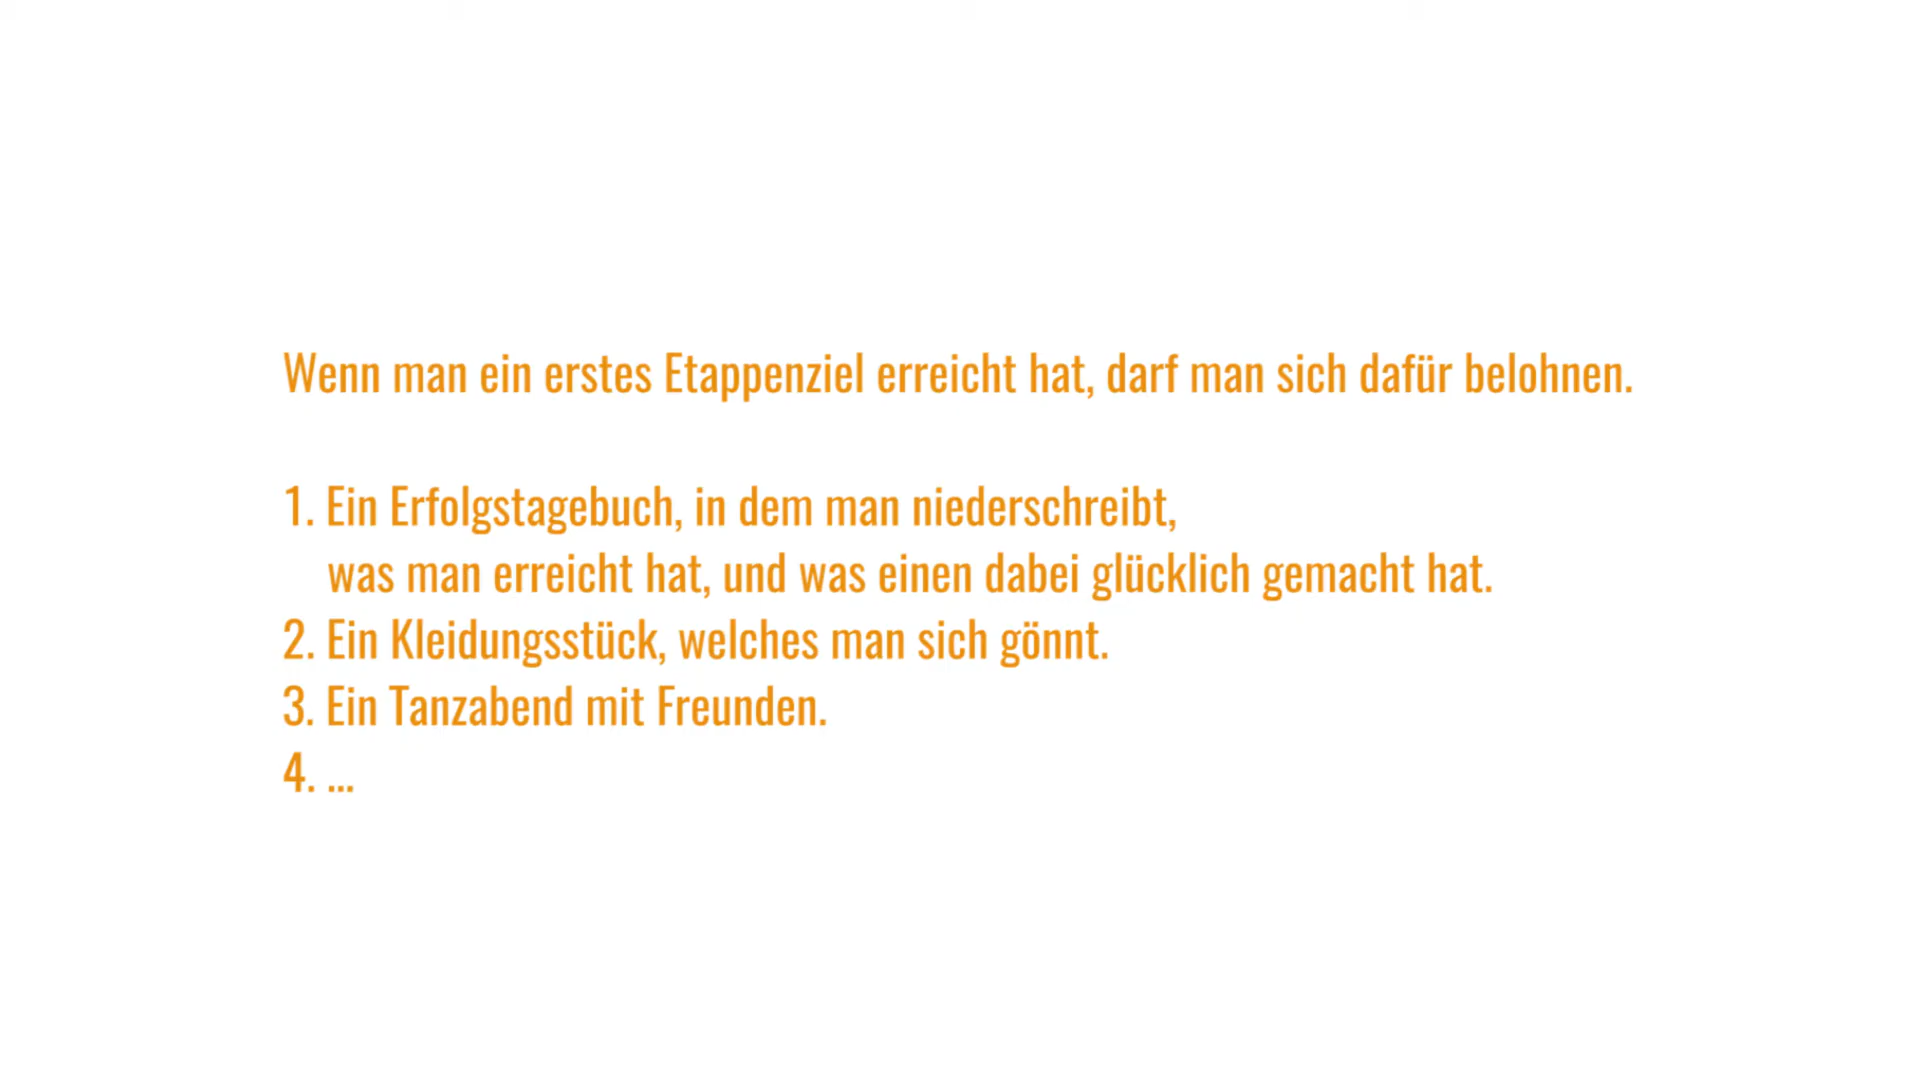 Wenn man ein erstes Etappenziel erreicht hat, darf man sich dafür belohnen.
1. Ein Erfolgstagebuch, in dem man niederschreibt,
was man erreicht hat, und was einen dabei glücklich gemacht hat.
2. Ein Kleidungsstück, welches man sich gönnt.
3. Ein Tanzabend mit Freunden.
4. ...